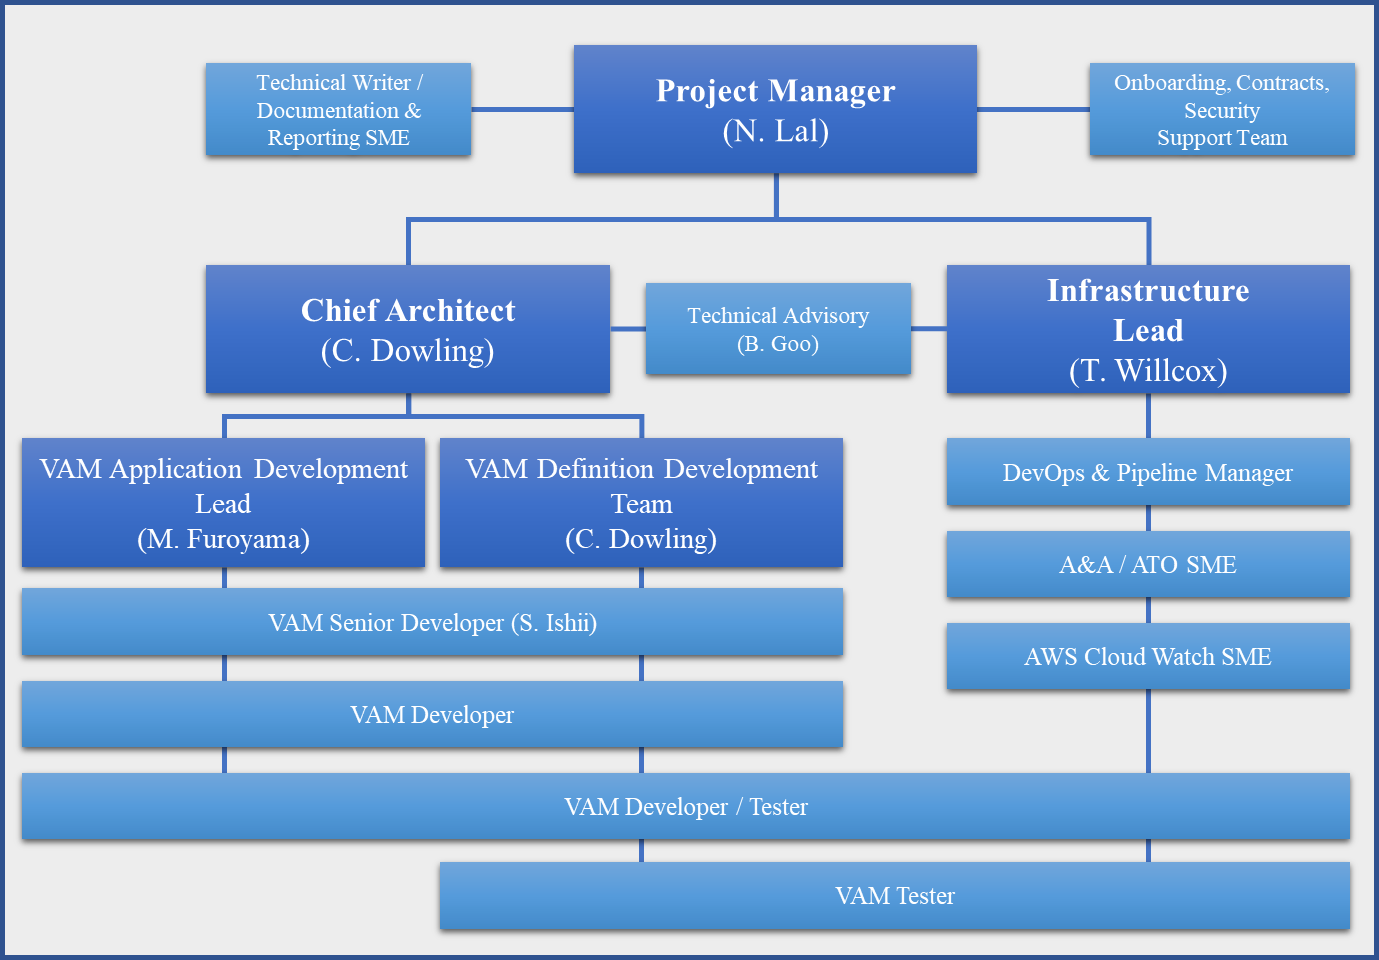 Technical Writer /
Documentation &
Reporting SME
Project Manager
(N. Lal)
Onboarding, Contracts,
Security
Support Team
Chief Architect
(C. Dowling)
Technical Advisory
(B. Goo)
Infrastructure
Lead
(T. Willcox)
VAM Application Development
Lead
(M. Furoyama)
VAM Definition Development
Team
(C. Dowling)
DevOps & Pipeline Manager
A&A / ATO SME
VAM Senior Developer (S. Ishii)
AWS Cloud Watch SME
VAM Developer
VAM Developer / Tester
VAM Tester